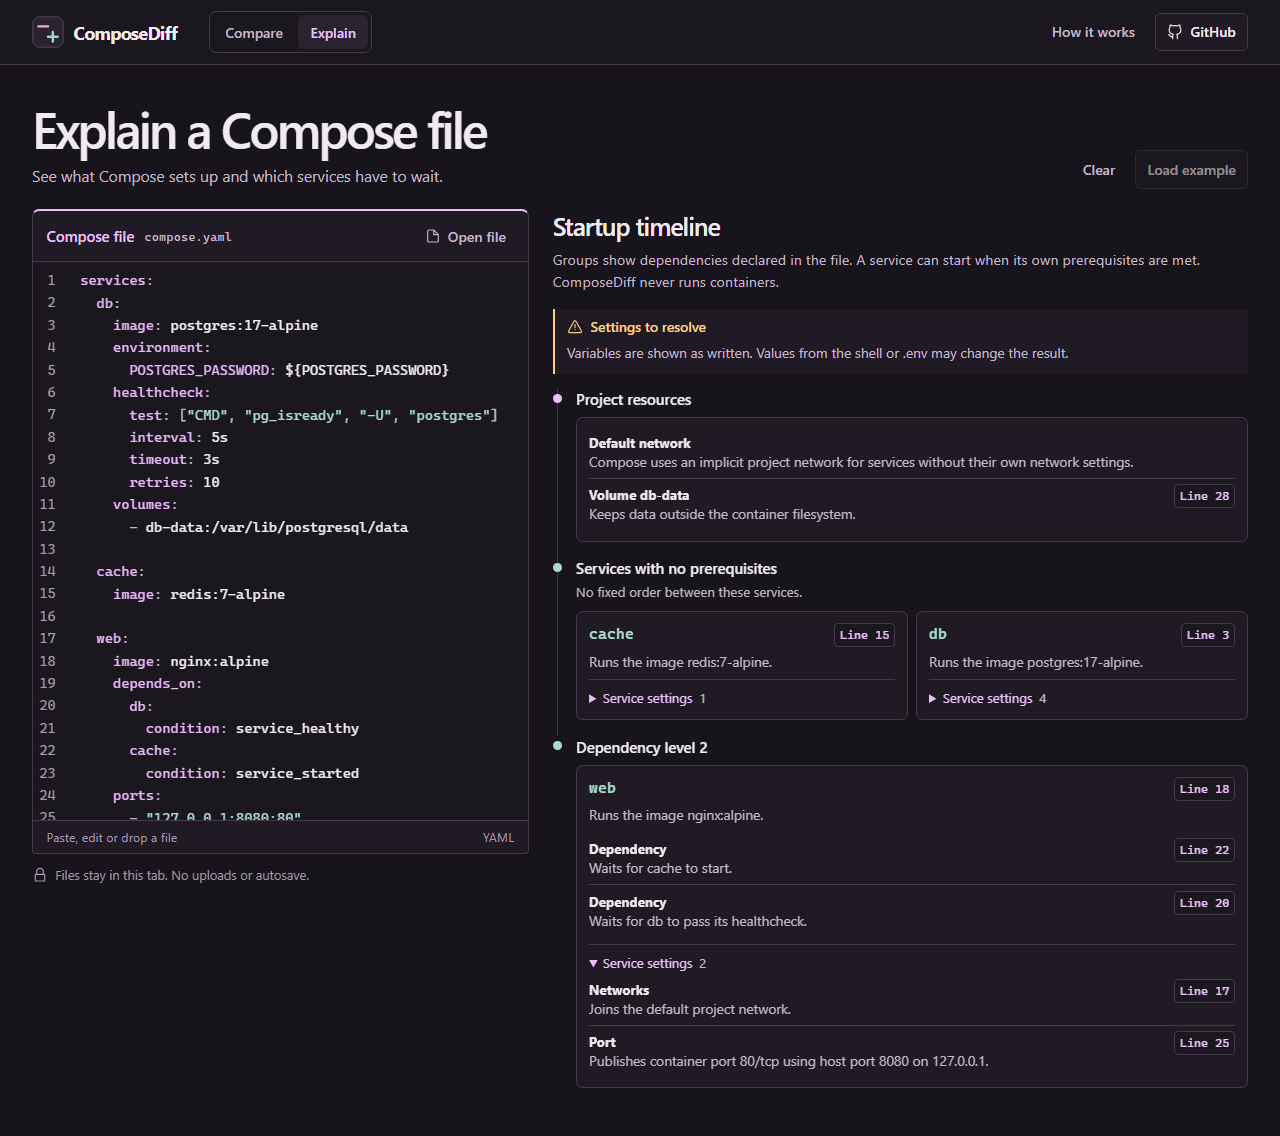 ComposeDiff
Compare
Explain
How it works
GitHub
Explain a Compose file
See what Compose sets up and which services have to wait.
Clear
Load example
Compose file compose.yaml
Open file
1 services:
2 db:
3 image: postgres:17-alpine
4 environment:
5 POSTGRES_PASSWORD: ${POSTGRES_PASSWORD}
6 healthcheck:
7 test: ["CMD", "pg_isready", "-U", "postgres"]
8 interval: 5s
9 timeout: 3s
10 retries: 10
11 volumes:
12 - db-data:/var/lib/postgresql/data
13
14 cache:
15 image: redis:7-alpine
16
17 web:
18 image: nginx:alpine
19 depends_on:
20 db:
21 condition: service_healthy
22 cache:
23 condition: service_started
24 ports:
25 - "127.0.0.1:8080:80"
Paste, edit or drop a file
YAML
Files stay in this tab. No uploads or autosave.
Startup timeline
Groups show dependencies declared in the file. A service can start when its own prerequisites are met.
ComposeDiff never runs containers.
Settings to resolve
Variables are shown as written. Values from the shell or .env may change the result.
Project resources
Default network
Compose uses an implicit project network for services without their own network settings.
Volume db-data
Line 28
Keeps data outside the container filesystem.
Services with no prerequisites
No fixed order between these services.
cache
Line 15
Runs the image redis:7-alpine.
Service settings 1
db
Line 3
Runs the image postgres:17-alpine.
Service settings 4
Dependency level 2
web
Line 18
Runs the image nginx:alpine.
Dependency
Line 22
Waits for cache to start.
Dependency
Line 20
Waits for db to pass its healthcheck.
Service settings 2
Networks
Line 17
Joins the default project network.
Port
Line 25
Publishes container port 80/tcp using host port 8080 on 127.0.0.1.